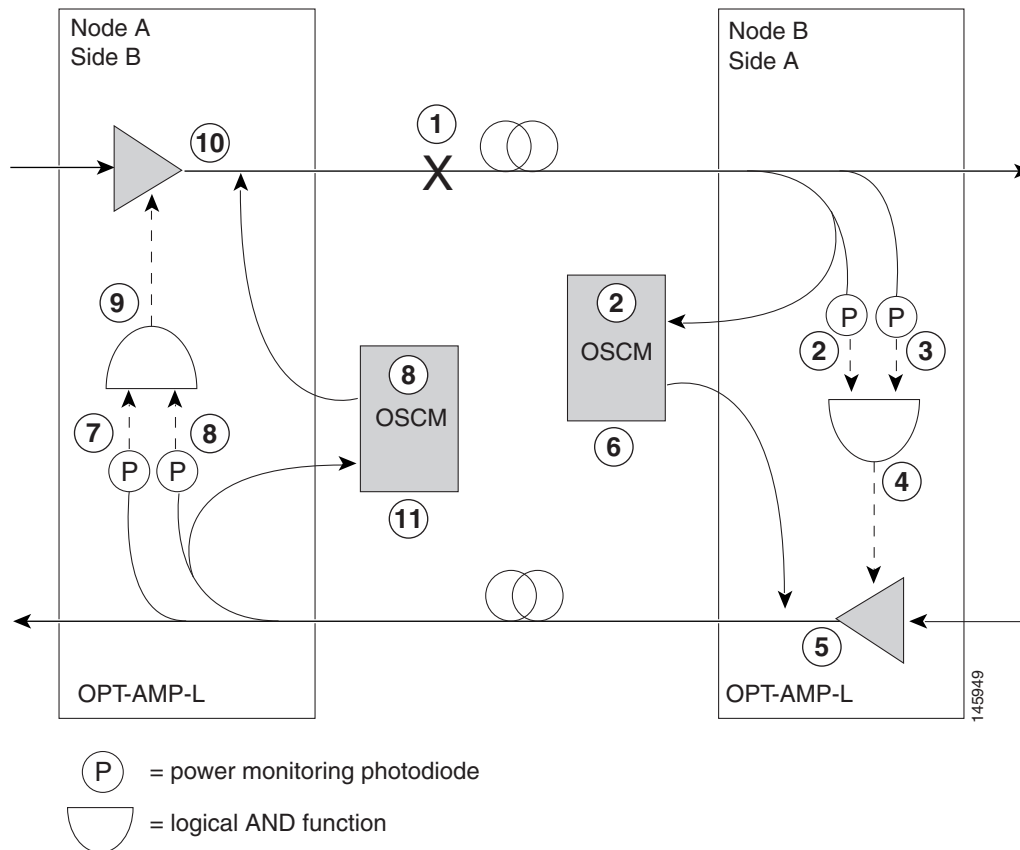 Node A
Side B
Node B
Side A
1
10
X
9
2
OSCM
P
P
2
3
8
OSCM
7
8
6
P
P
4
11
5
OPT-AMP-L
OPT-AMP-L
145949
P = power monitoring photodiode
= logical AND function